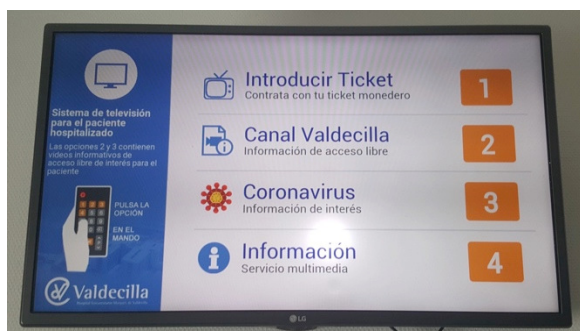 Sistema de televisión
para el paciente
hospitalizado
Las opciones 2 y 3 contienen
videos informativos de
acceso libre de interés para el
paciente
PULSA LA
OPCIÓN
EN EL
MANDO
Valdecilla
Introducir Ticket
Contrata con tu ticket monedero
1
Canal Valdecilla
Información de acceso libre
2
Coronavirus
Información de interés
3
Información
Servicio multimedia
4
LG